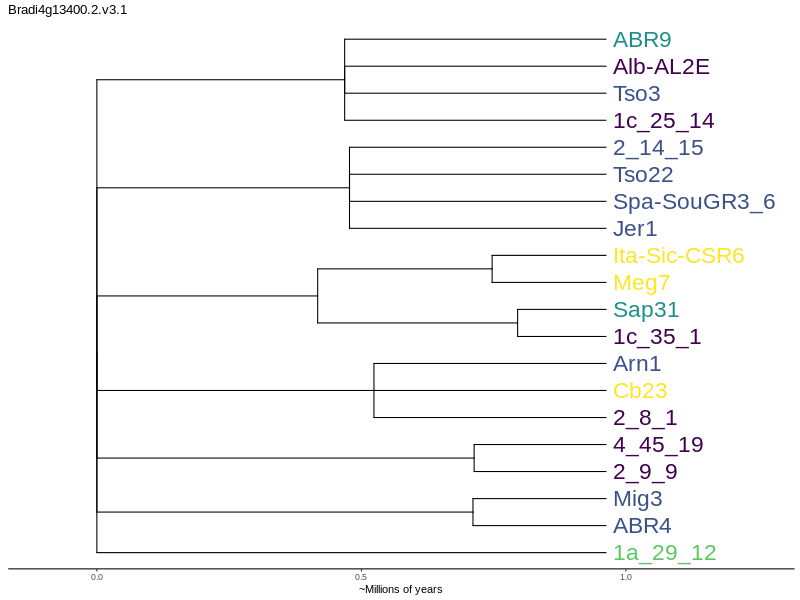 Bradi4g13400.2.v3.1
ABR9
Alb-AL2E
Tso3
1c_25_14
2_14_15
Tso22
Spa-SouGR3_6
Jer1
Ita-Sic-CSR6
Meg7
Sap31
1c_35_1
Arn1
Cb23
2_8_1
4_45_19
2_9_9
Mig3
ABR4
1a_29_12
0.0 0.5 1.0
~Millions of years